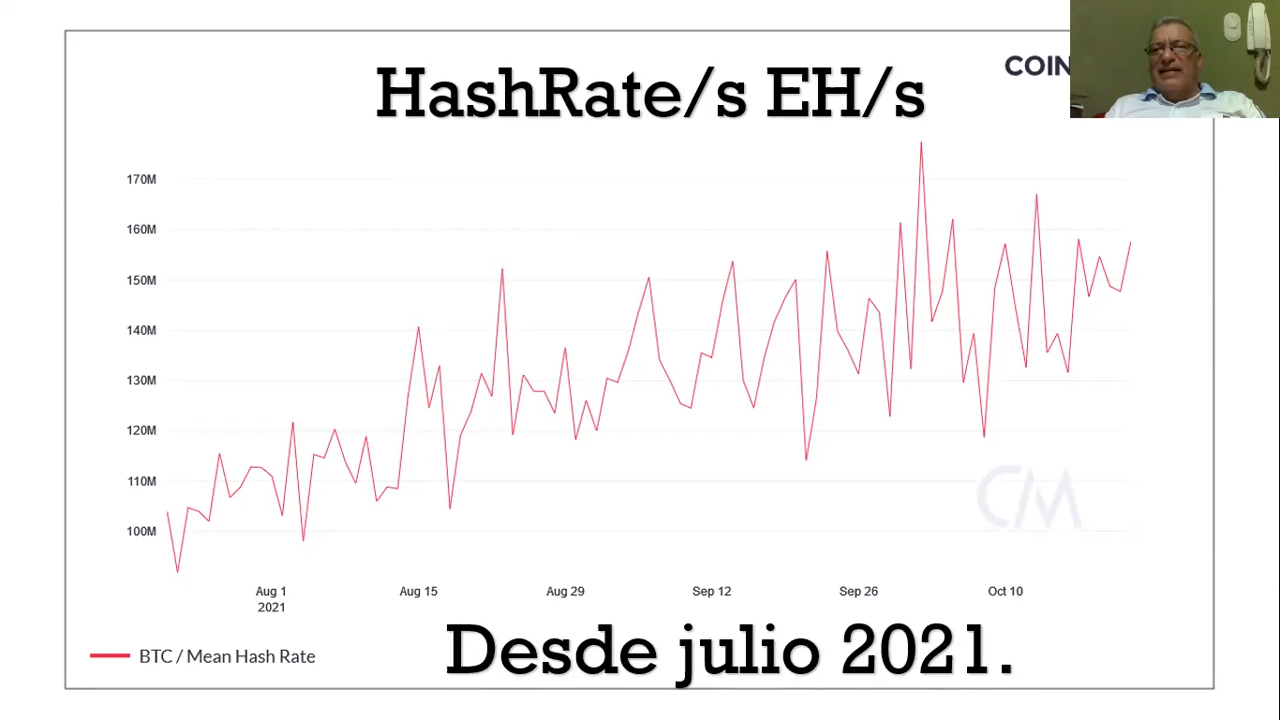 HashRate/s EH/s
COIN
170M
160M
150M
140M
130M
120M
110M
100M
CM
Aug 1
2021
Aug 15
Aug 29
Sep 12
Sep 26
Oct 10
BTC / Mean Hash Rate
Desde julio 2021.